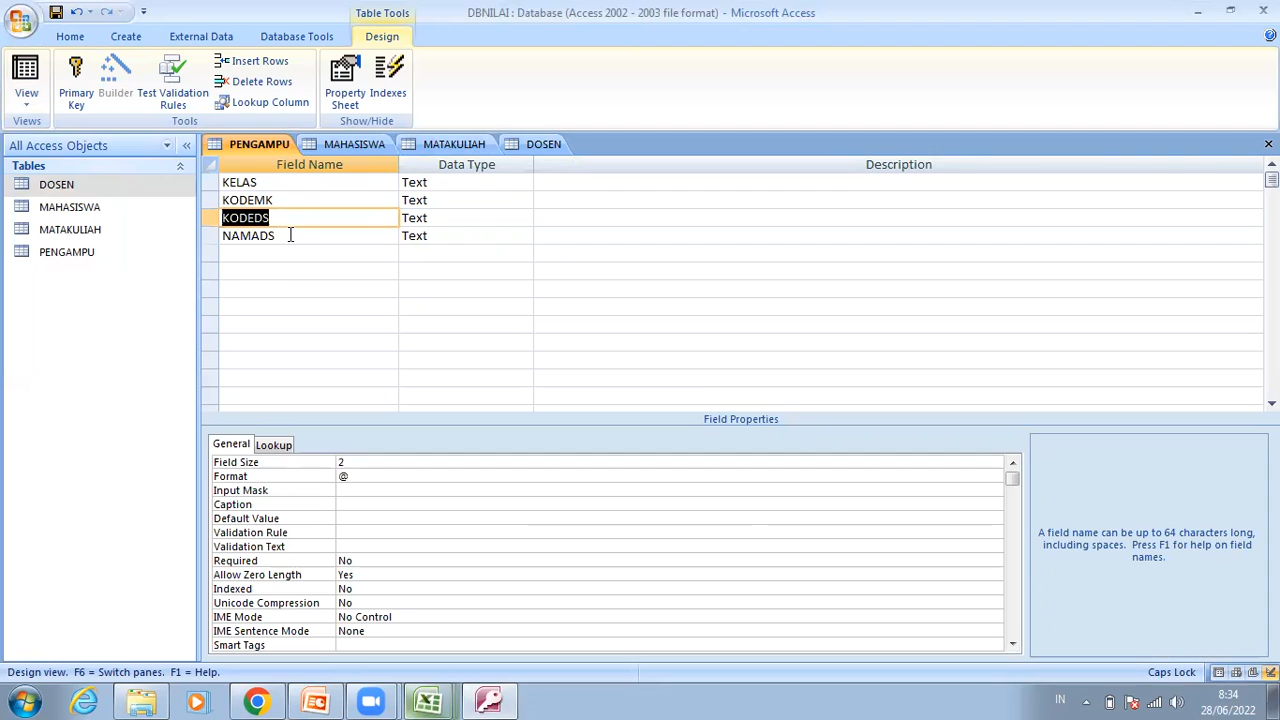 Table Tools
DBNILAI : Database (Access 2002 - 2003 file format) - Microsoft Access
Home
Create
External Data
Database Tools
Design
View
Primary Key
Builder
Test Validation Rules
Insert Rows
Delete Rows
Lookup Column
Property Sheet
Indexes
Views
Tools
Show/Hide
All Access Objects
Tables
DOSEN
MAHASISWA
MATAKULIAH
PENGAMPU
PENGAMPU
MAHASISWA
MATAKULIAH
DOSEN
Field Name
Data Type
Description
KELAS
Text
KODEMK
Text
KODEDS
Text
NAMADS
Text
Field Properties
General
Lookup
Field Size
2
Format
@
Input Mask
Caption
Default Value
Validation Rule
Validation Text
Required
No
Allow Zero Length
Yes
Indexed
No
Unicode Compression
No
IME Mode
No Control
IME Sentence Mode
None
Smart Tags
A field name can be up to 64 characters long,
including spaces. Press F1 for help on field
names.
Design view. F6 = Switch panes. F1 = Help.
Caps Lock
IN
8:34
28/06/2022